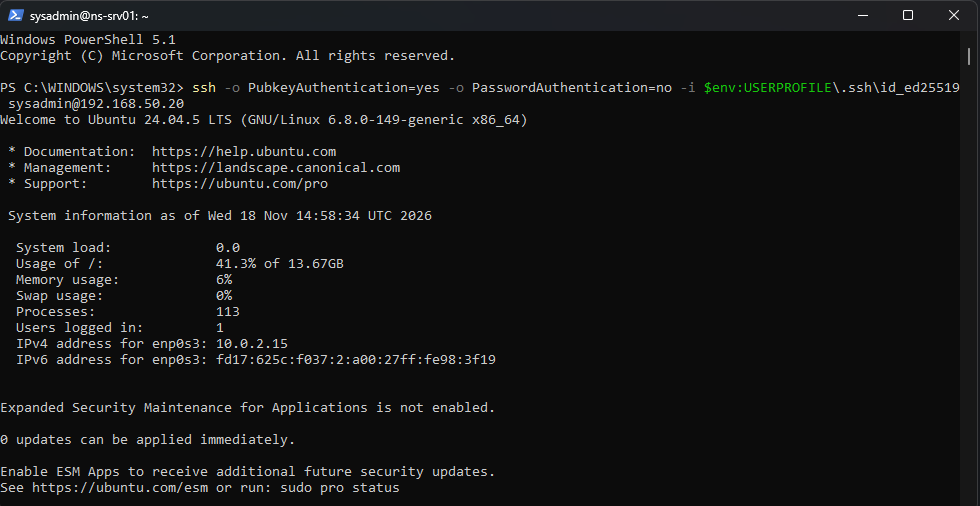 sysadmin@ns-srv01: ~
Windows PowerShell 5.1
Copyright (C) Microsoft Corporation. All rights reserved.
PS C:\WINDOWS\system32> ssh -o PubkeyAuthentication=yes -o PasswordAuthentication=no -i $env:USERPROFILE\.ssh\id_ed25519
 sysadmin@192.168.50.20
Welcome to Ubuntu 24.04.5 LTS (GNU/Linux 6.8.0-149-generic x86_64)
 * Documentation:  https://help.ubuntu.com
 * Management:     https://landscape.canonical.com
 * Support:        https://ubuntu.com/pro
 System information as of Wed 18 Nov 14:58:34 UTC 2026
  System load:             0.0
  Usage of /:              41.3% of 13.67GB
  Memory usage:            6%
  Swap usage:              0%
  Processes:               113
  Users logged in:         1
  IPv4 address for enp0s3: 10.0.2.15
  IPv6 address for enp0s3: fd17:625c:f037:2:a00:27ff:fe98:3f19
Expanded Security Maintenance for Applications is not enabled.
0 updates can be applied immediately.
Enable ESM Apps to receive additional future security updates.
See https://ubuntu.com/esm or run: sudo pro status